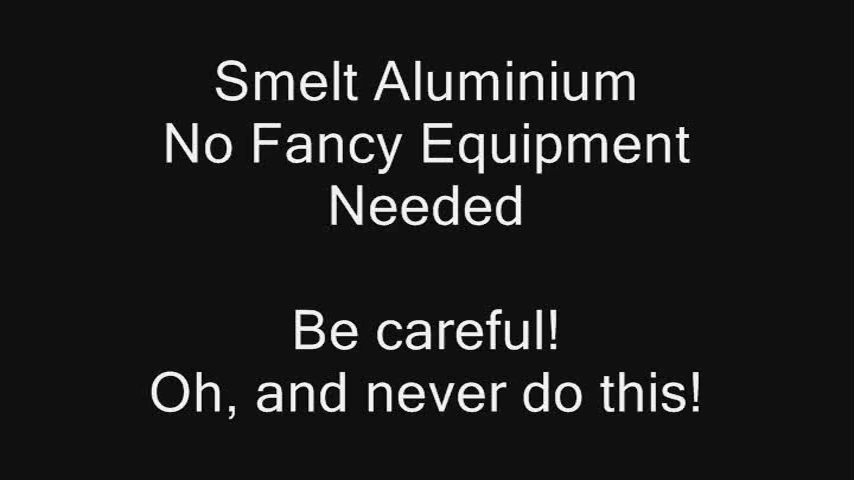 Smelt Aluminium
No Fancy Equipment
Needed
Be careful!
Oh, and never do this!